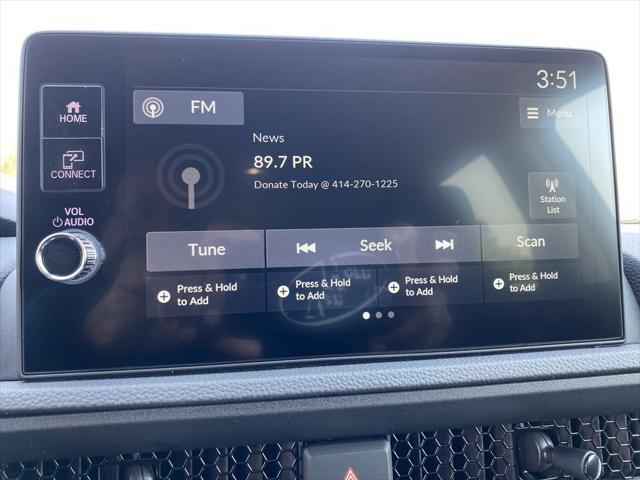 3:51
HOME
FM
Menu
News
89.7 PR
CONNECT
Donate Today @ 414-270-1225
Station
List
VOL
AUDIO
Tune
Seek
Scan
Press & Hold
to Add
Press & Hold
to Add
Press & Hold
to Add
Press & Hold
to Add